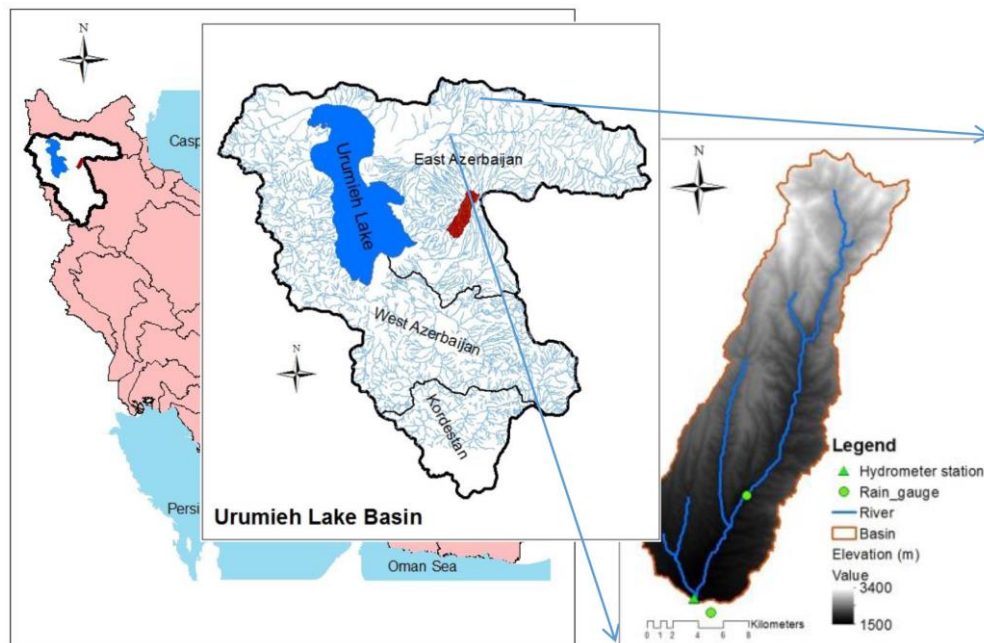 N
Casp
Persi
Oman Sea
N
East Azerbaijan
Urumieh Lake
West Azerbaijan
Kordestan
Urumieh Lake Basin
N
Legend
Hydrometer station
Rain_gauge
River
Basin
Elevation (m)
Value
3400
1500
Kilometers
0 1 2 4 6 8